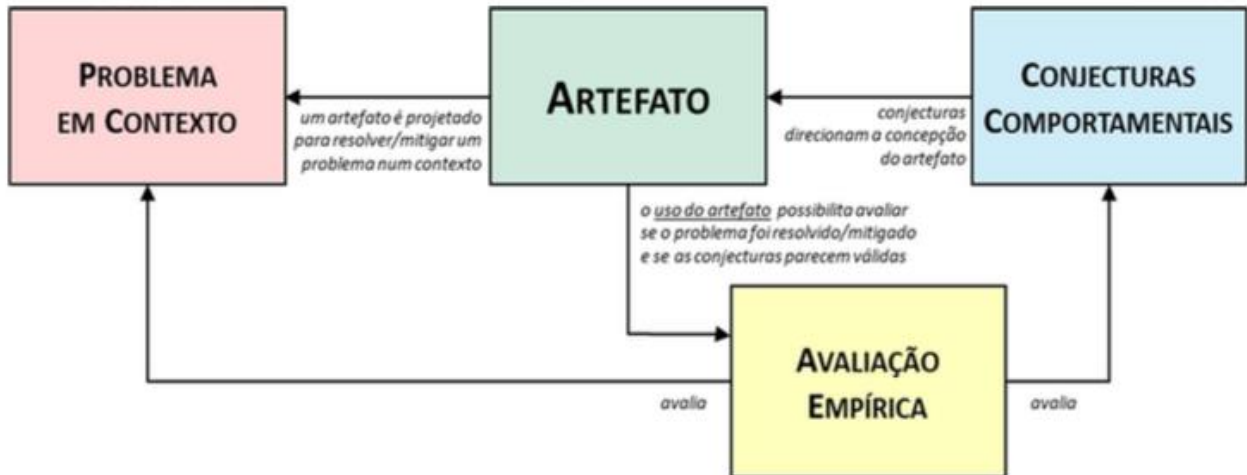 PROBLEMA
EM CONTEXTO
um artefato é projetado
para resolver/mitigar um
problema num contexto
ARTEFATO
conjecturas
direcionam a concepção
do artefato
CONJECTURAS
COMPORTAMENTAIS
o uso do artefato possibilita avaliar
se o problema foi resolvido/mitigado
e se as conjecturas parecem válidas
avalia
AVALIAÇÃO
EMPÍRICA
avalia